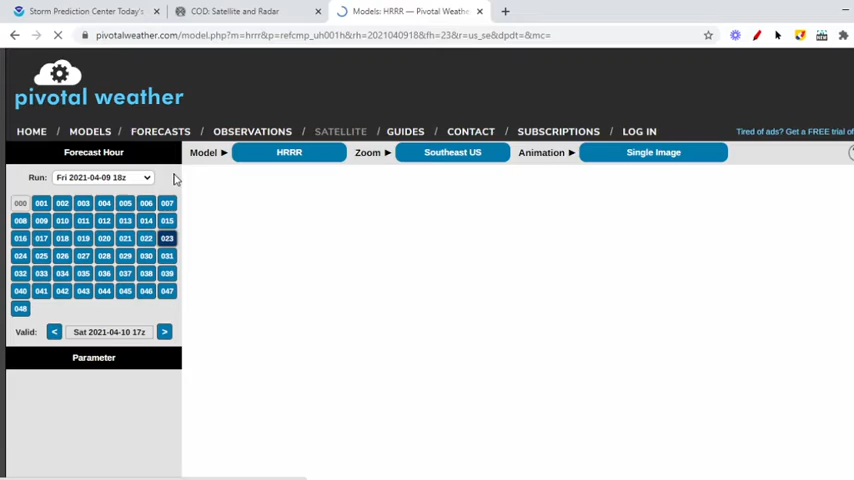 Storm Prediction Center Today's
COD: Satellite and Radar
Models: HRRR — Pivotal Weathe
pivotalweather.com/model.php?m=hrrr&p=refcmp_uh001h&rh=2021040918&fh=23&r=us_se&dpdt=&mc=
pivotal weather
HOME / MODELS / FORECASTS / OBSERVATIONS / SATELLITE / GUIDES / CONTACT / SUBSCRIPTIONS / LOG IN
Tired of ads? Get a FREE trial of
Forecast Hour
Model ► HRRR Zoom ► Southeast US Animation ► Single Image
Run: Fri 2021-04-09 18z
000 001 002 003 004 005 006 007
008 009 010 011 012 013 014 015
016 017 018 019 020 021 022 023
024 025 026 027 028 029 030 031
032 033 034 035 036 037 038 039
040 041 042 043 044 045 046 047
048
Valid: < Sat 2021-04-10 17z >
Parameter